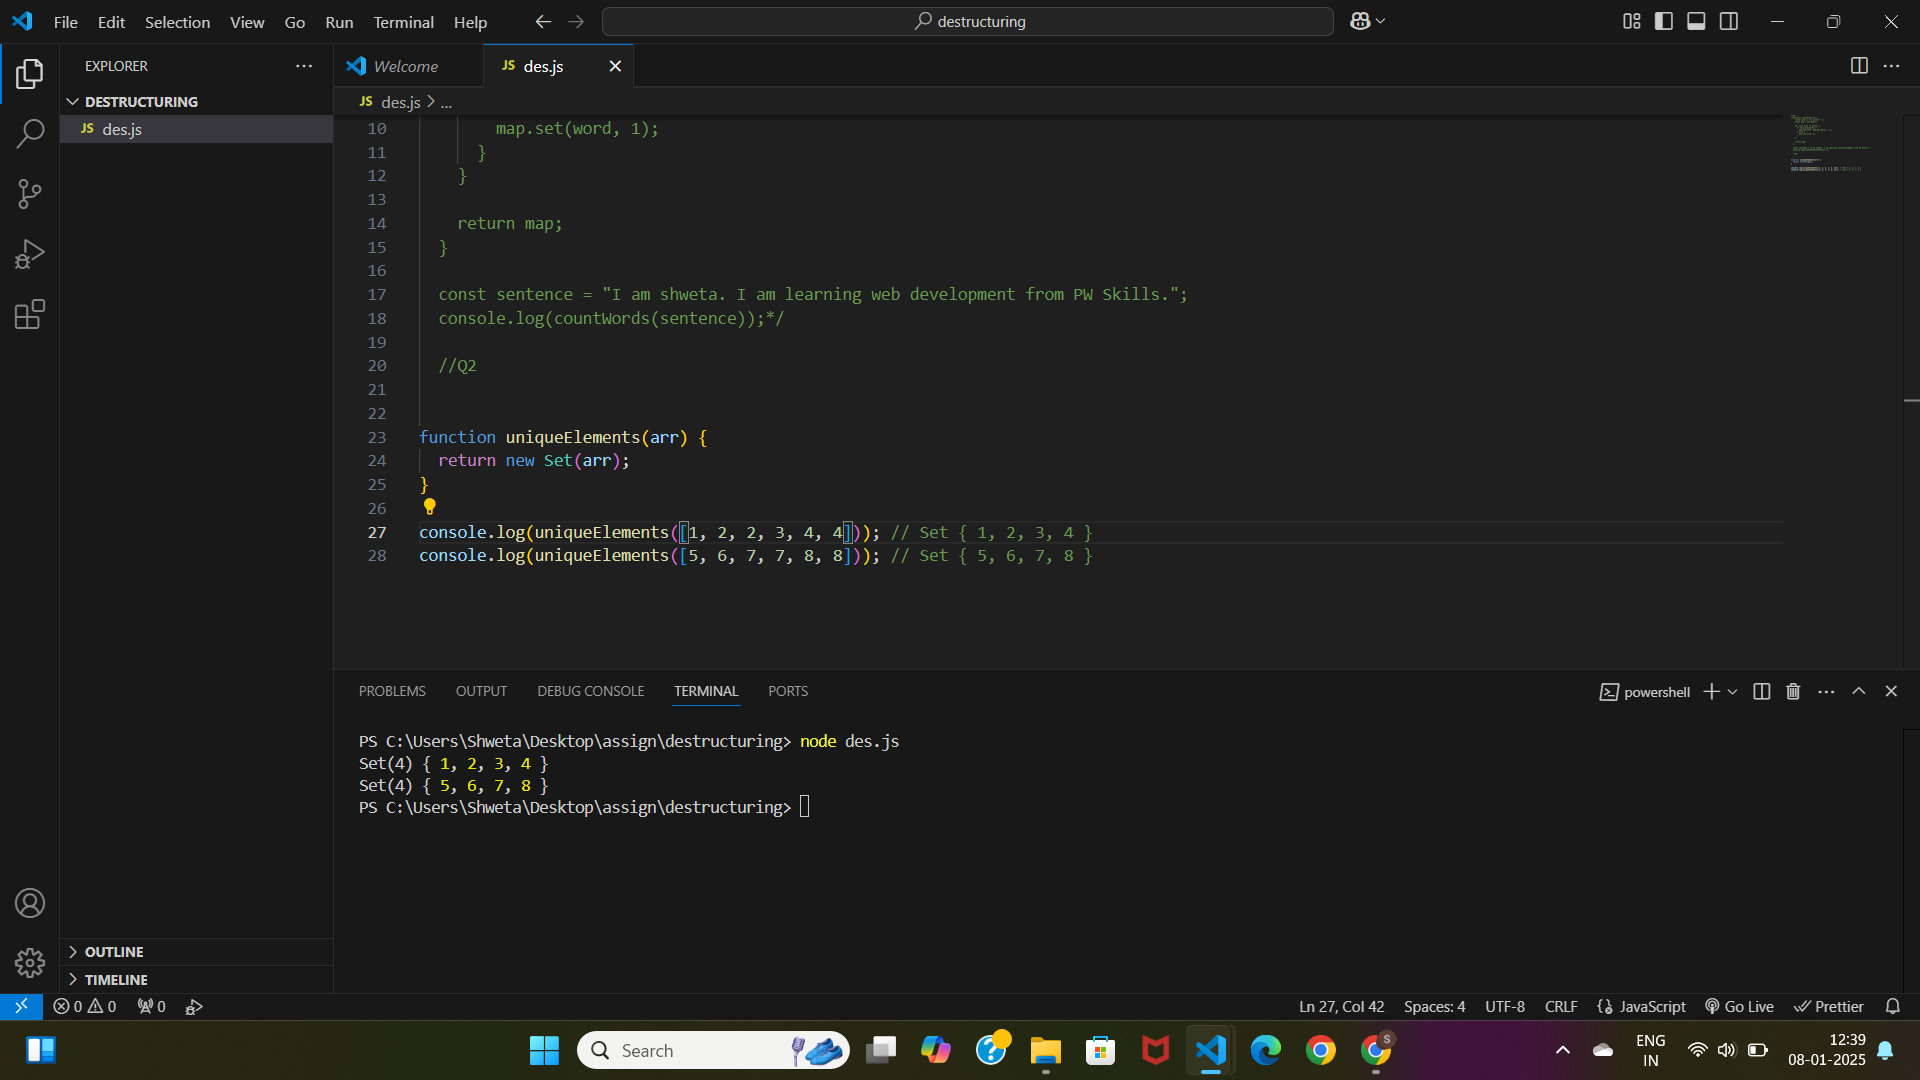 File Edit Selection View Go Run Terminal Help
destructuring
EXPLORER
DESTRUCTURING
JS des.js
OUTLINE
TIMELINE
Welcome
JS des.js
JS des.js > ...
10 map.set(word, 1);
11 }
12 }
13
14 return map;
15 }
16
17 const sentence = "I am shweta. I am learning web development from PW Skills.";
18 console.log(countWords(sentence));*/
19
20 //Q2
21
22
23 function uniqueElements(arr) {
24 return new Set(arr);
25 }
26
27 console.log(uniqueElements([1, 2, 2, 3, 4, 4])); // Set { 1, 2, 3, 4 }
28 console.log(uniqueElements([5, 6, 7, 7, 8, 8])); // Set { 5, 6, 7, 8 }
PROBLEMS OUTPUT DEBUG CONSOLE TERMINAL PORTS
powershell
PS C:\Users\Shweta\Desktop\assign\destructuring> node des.js
Set(4) { 1, 2, 3, 4 }
Set(4) { 5, 6, 7, 8 }
PS C:\Users\Shweta\Desktop\assign\destructuring>
0 0 0
Ln 27, Col 42 Spaces: 4 UTF-8 CRLF {} JavaScript Go Live Prettier
Search
S
ENG
IN
12:39
08-01-2025